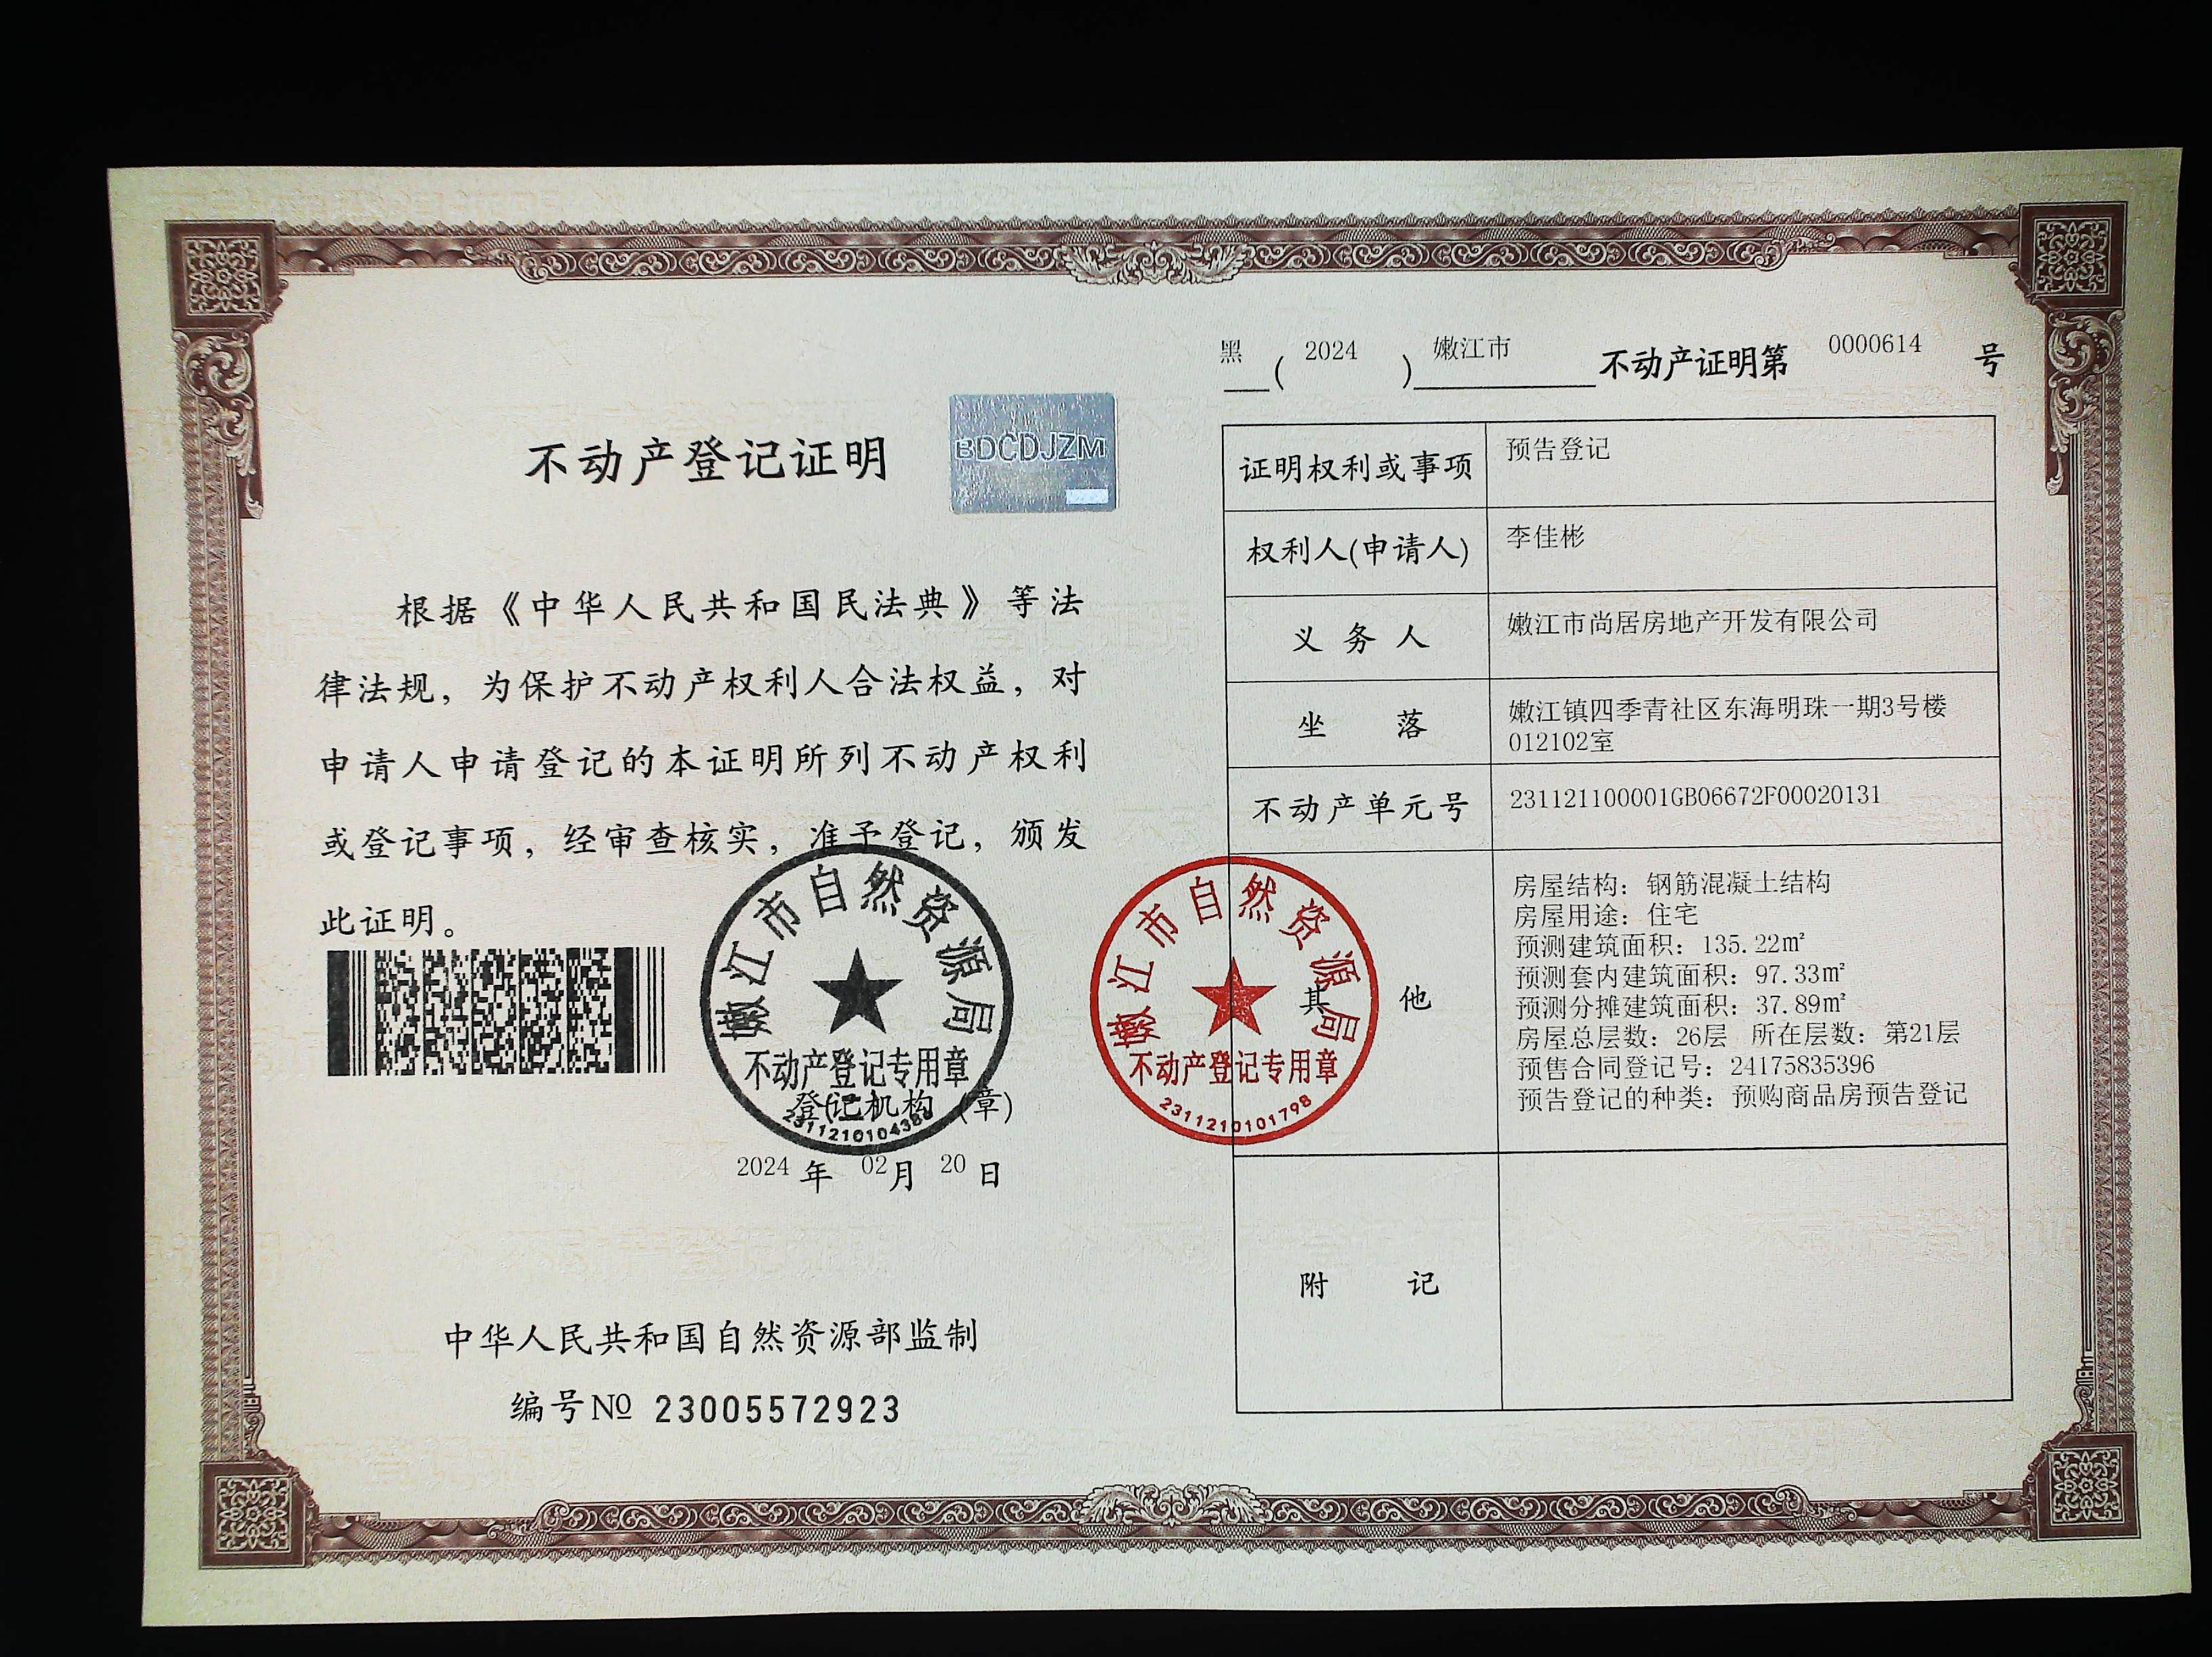 不动产登记证明
BDCDJZM
根据《中华人民共和国民法典》等法
律法规，为保护不动产权利人合法权益，对
申请人申请登记的本证明所列不动产权利
或登记事项，经审查核实，准予登记，颁发
此证明。
嫩江市自然资源局
不动产登记专用章
登记机构（章）
2024 年 02月 20 日
中华人民共和国自然资源部监制
编号№ 23005572923
黑 ( 2024 ) 嫩江市 不动产证明第 0000614 号
证明权利或事项 预告登记
权利人(申请人) 李佳彬
义务人 嫩江市尚居房地产开发有限公司
坐落 嫩江镇四季青社区东海明珠一期3号楼
012102室
不动产单元号 231121100001GB06672F00020131
其他 房屋结构：钢筋混凝土结构
房屋用途：住宅
预测建筑面积：135.22㎡
预测套内建筑面积：97.33㎡
预测分摊建筑面积：37.89㎡
房屋总层数：26层 所在层数：第21层
预售合同登记号：24175835396
预告登记的种类：预购商品房预告登记
嫩江市自然资源局
不动产登记专用章
2311210101798
附记